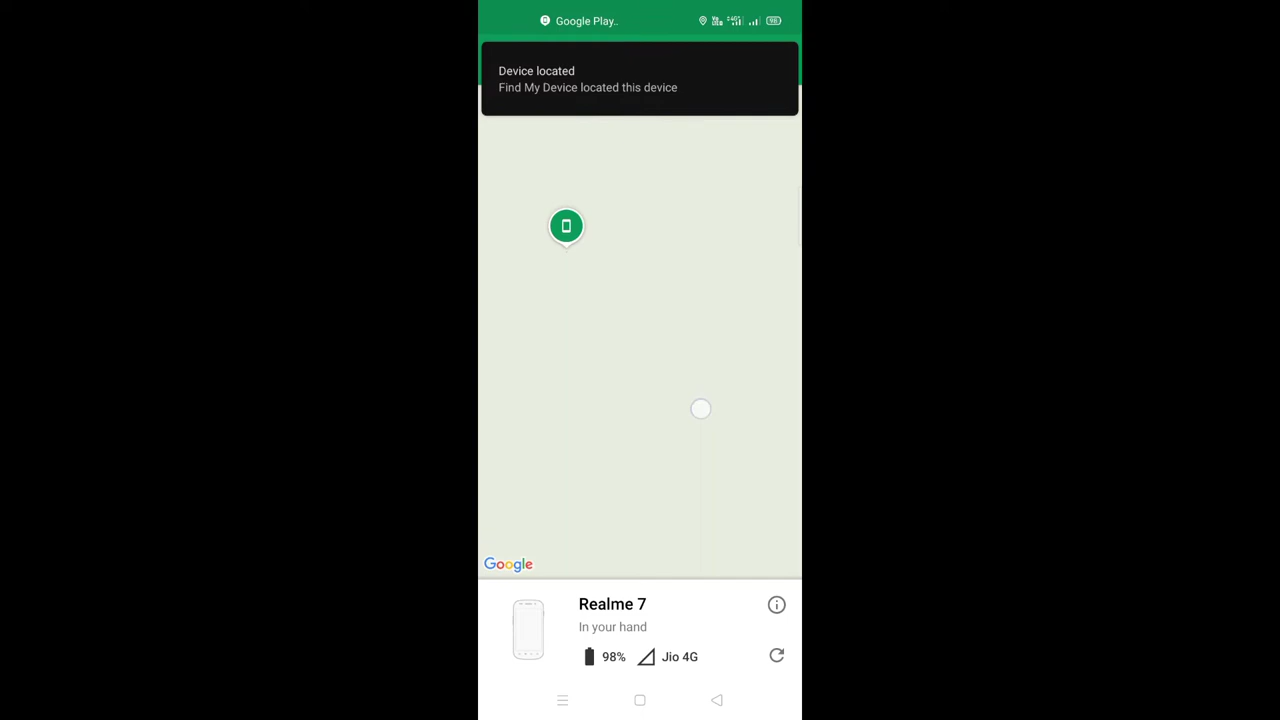 Google Play..
98
Device located
Find My Device located this device
Google
Realme 7
In your hand
98%
Jio 4G